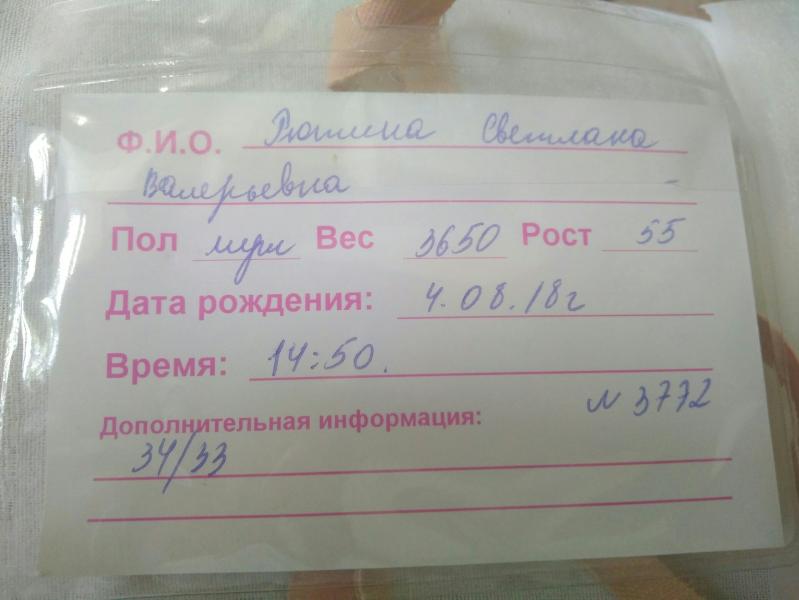 Ф.И.О. Рютина Светлана
Валерьевна
Пол муж Вес 3650 Рост 55
Дата рождения: 4.08.18г
Время: 14:50.
Дополнительная информация: N 3772
34/33